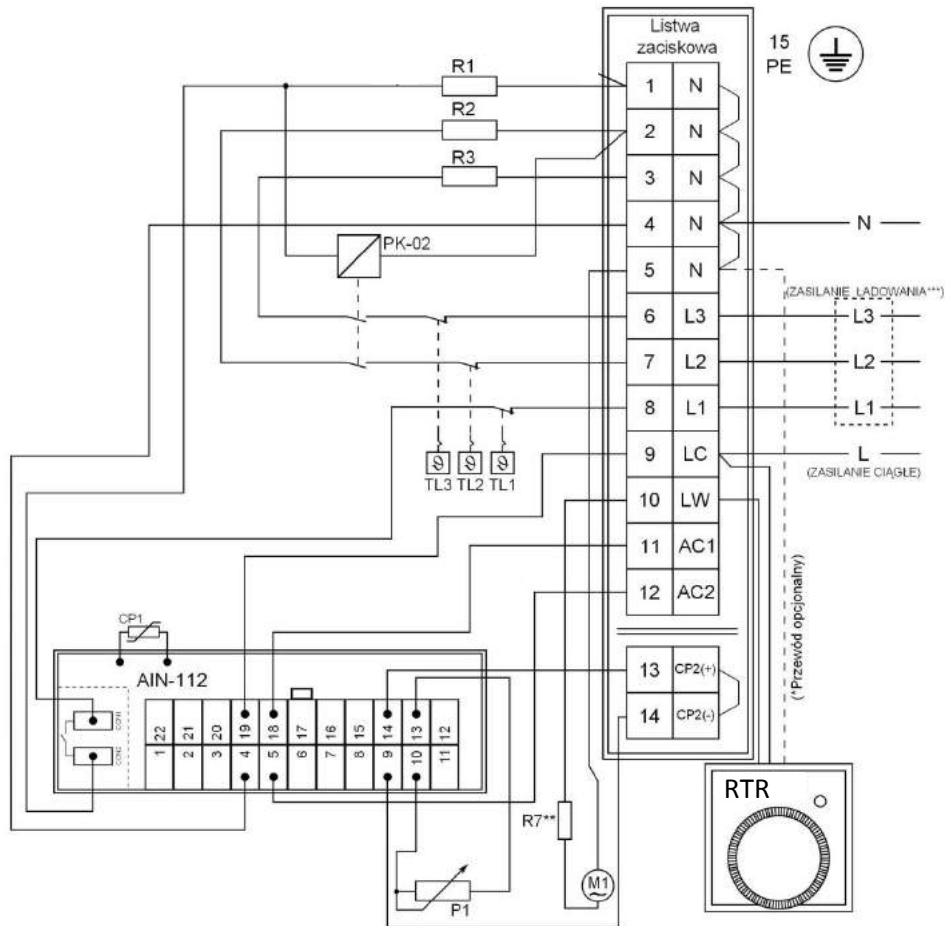 Listwa
zaciskowa
15
PE
R1
R2
R3
1 N
2 N
3 N
4 N
N
PK-02
5 N
(ZASILANIE ŁADOWANIA***)
6 L3
L3
7 L2
L2
8 L1
L1
9 LC
L
(ZASILANIE CIĄGŁE)
TL3 TL2 TL1
10 LW
11 AC1
12 AC2
(*Przewód opcjonalny)
CP1
13 CP2(+)
14 CP2(-)
AIN-112
CON1
CON2
22 21 20 19 18 17 16 15 14 13 12
1 2 3 4 5 6 7 8 9 10 11
R7**
RTR
M1
P1